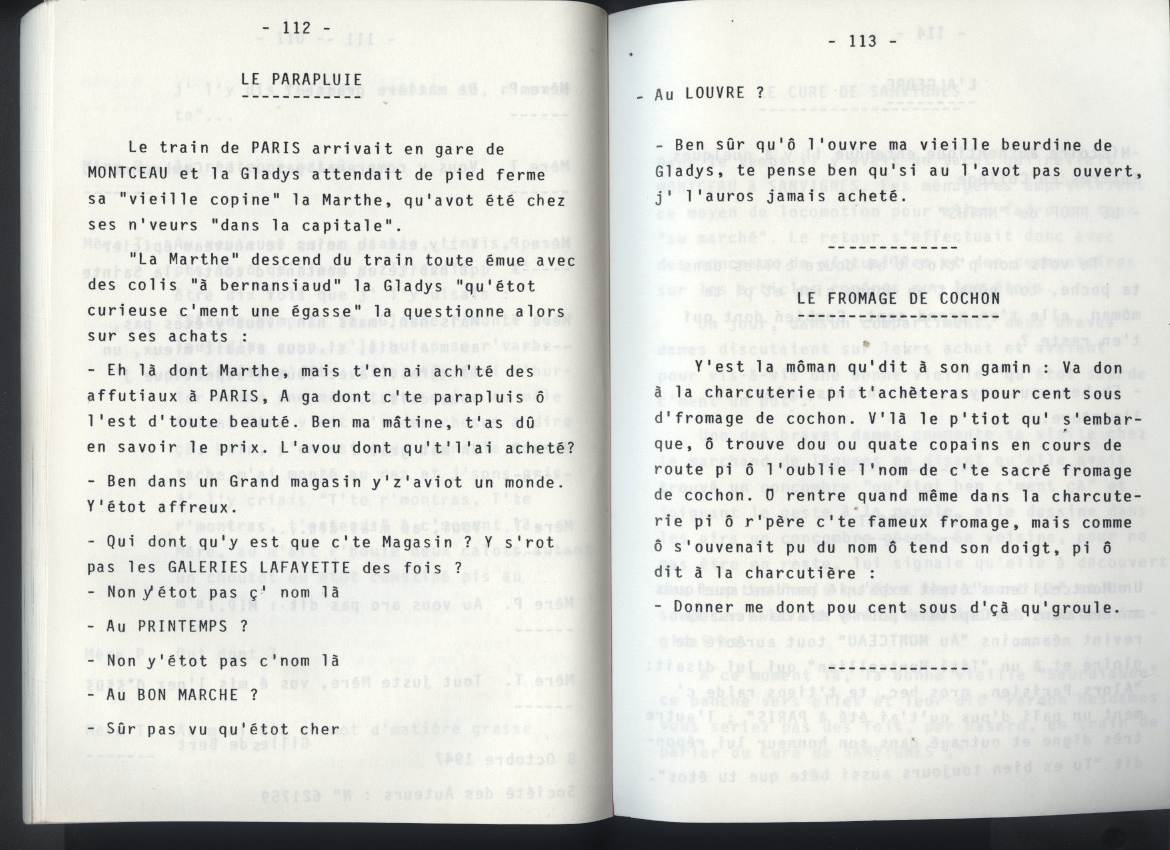 - 112 -
LE PARAPLUIE
Le train de PARIS arrivait en gare de
MONTCEAU et la Gladys attendait de pied ferme
sa "vieille copine" la Marthe, qu'avot été chez
ses n'veurs "dans la capitale".
"La Marthe" descend du train toute émue avec
des colis "à bernansiaud" la Gladys "qu'étot
curieuse c'ment une égasse" la questionne alors
sur ses achats :
- Eh là dont Marthe, mais t'en ai ach'té des
affutiaux à PARIS, A ga dont c'te parapluis ô
l'est d'toute beauté. Ben ma mâtine, t'as dû
en savoir le prix. L'avou dont qu't'l'ai acheté?
- Ben dans un Grand magasin y'z'aviot un monde.
Y'étot affreux.
- Qui dont qu'y est que c'te Magasin ? Y s'rot
pas les GALERIES LAFAYETTE des fois ?
- Non y'étot pas ç' nom là
- Au PRINTEMPS ?
- Non y'étot pas c'nom là
- Au BON MARCHE ?
- Sûr pas vu qu'étot cher
- 113 -
- Au LOUVRE ?
- Ben sûr qu'ô l'ouvre ma vieille beurdine de
Gladys, te pense ben qu'si au s'avot pas ouvert,
j' l'auros jamais acheté.
LE FROMAGE DE COCHON
Y'est la môman qu'dit à son gamin : Va don
à la charcuterie pi t'achèteras pour cent sous
d'fromage de cochon. V'là le p'tiot qu' s'embar-
que, ô trouve dou ou cate copains en cours de
route pi ô l'oublie l'nom de c'te sacré fromage
de cochon. O rentre quand même dans la charcute-
rie pi ô r'père c'te fameux fromage, mais comme
ô s'ouvenait pu du nom ô tend son doigt, pi ô
dit à la charcutière :
- Donner me dont pou cent sous d'çà qu'groule.